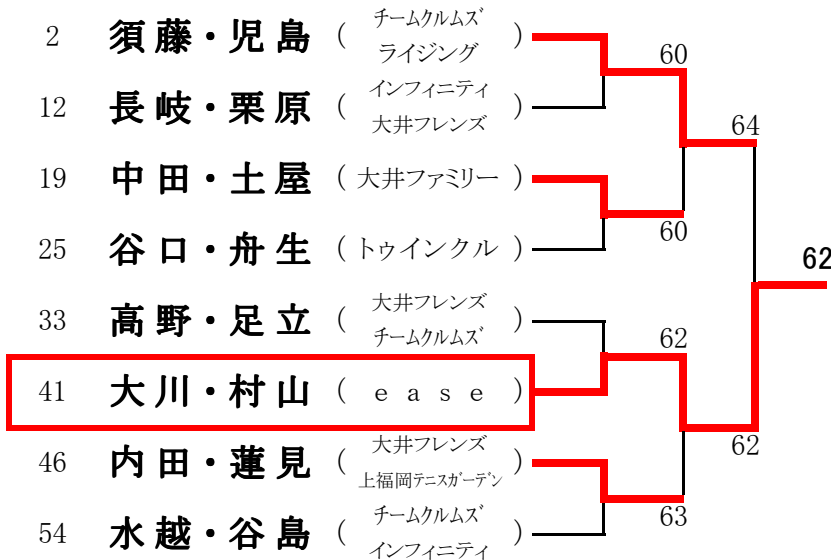 2 須藤・児島 ( チームクルムズ ライジング )
60
12 長岐・栗原 ( インフィニティ 大井フレンズ )
64
19 中田・土屋 ( 大井ファミリー )
60
25 谷口・舟生 ( トゥインクル )
62
33 高野・足立 ( 大井フレンズ チームクルムズ )
62
41 大川・村山 ( ease )
62
46 内田・蓮見 ( 大井フレンズ 上福岡テニスガーデン )
63
54 水越・谷島 ( チームクルムズ インフィニティ )